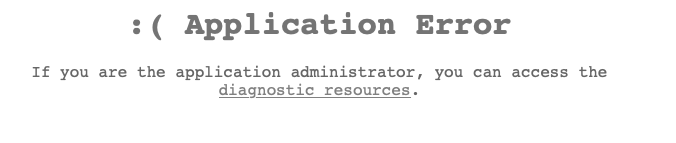 :( Application Error
If you are the application administrator, you can access the
diagnostic resources.